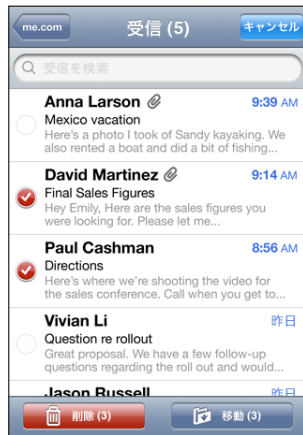 me.com 受信 (5) キャンセル
受信を検索
Anna Larson 9:39 AM
Mexico vacation
Here's a photo I took of Sandy kayaking. We
also rented a boat and did a bit of fishing...
David Martinez 9:14 AM
Final Sales Figures
Hey Emily, Here are the sales figures you
were looking for. Please let me...
Paul Cashman 8:56 AM
Directions
Here's where we're shooting the video for
the sales conference. Call when you get to...
Vivian Li 昨日
Question re rollout
Great proposal. We have a few follow-up
questions regarding the roll out and would...
Jason Russell 昨日
削除 (3) 移動 (3)